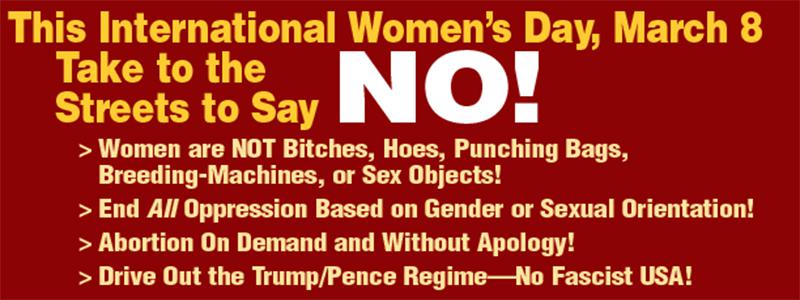 This International Women's Day, March 8
Take to the
Streets to Say NO!
> Women are NOT Bitches, Hoes, Punching Bags,
Breeding-Machines, or Sex Objects!
> End All Oppression Based on Gender or Sexual Orientation!
> Abortion On Demand and Without Apology!
> Drive Out the Trump/Pence Regime—No Fascist USA!